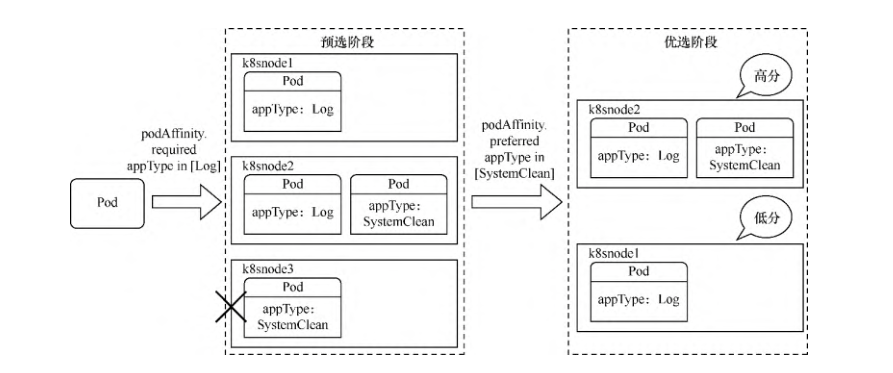 预选阶段
优选阶段
k8snode1
Pod
appType：Log
高分
podAffinity.
required
appType in [Log]
k8snode2
Pod
appType：Log
Pod
appType：
SystemClean
podAffinity.
preferred
appType in
[SystemClean]
k8snode2
Pod
appType：Log
Pod
appType：
SystemClean
Pod
低分
k8snode3
Pod
appType：
SystemClean
k8snode1
Pod
appType：Log